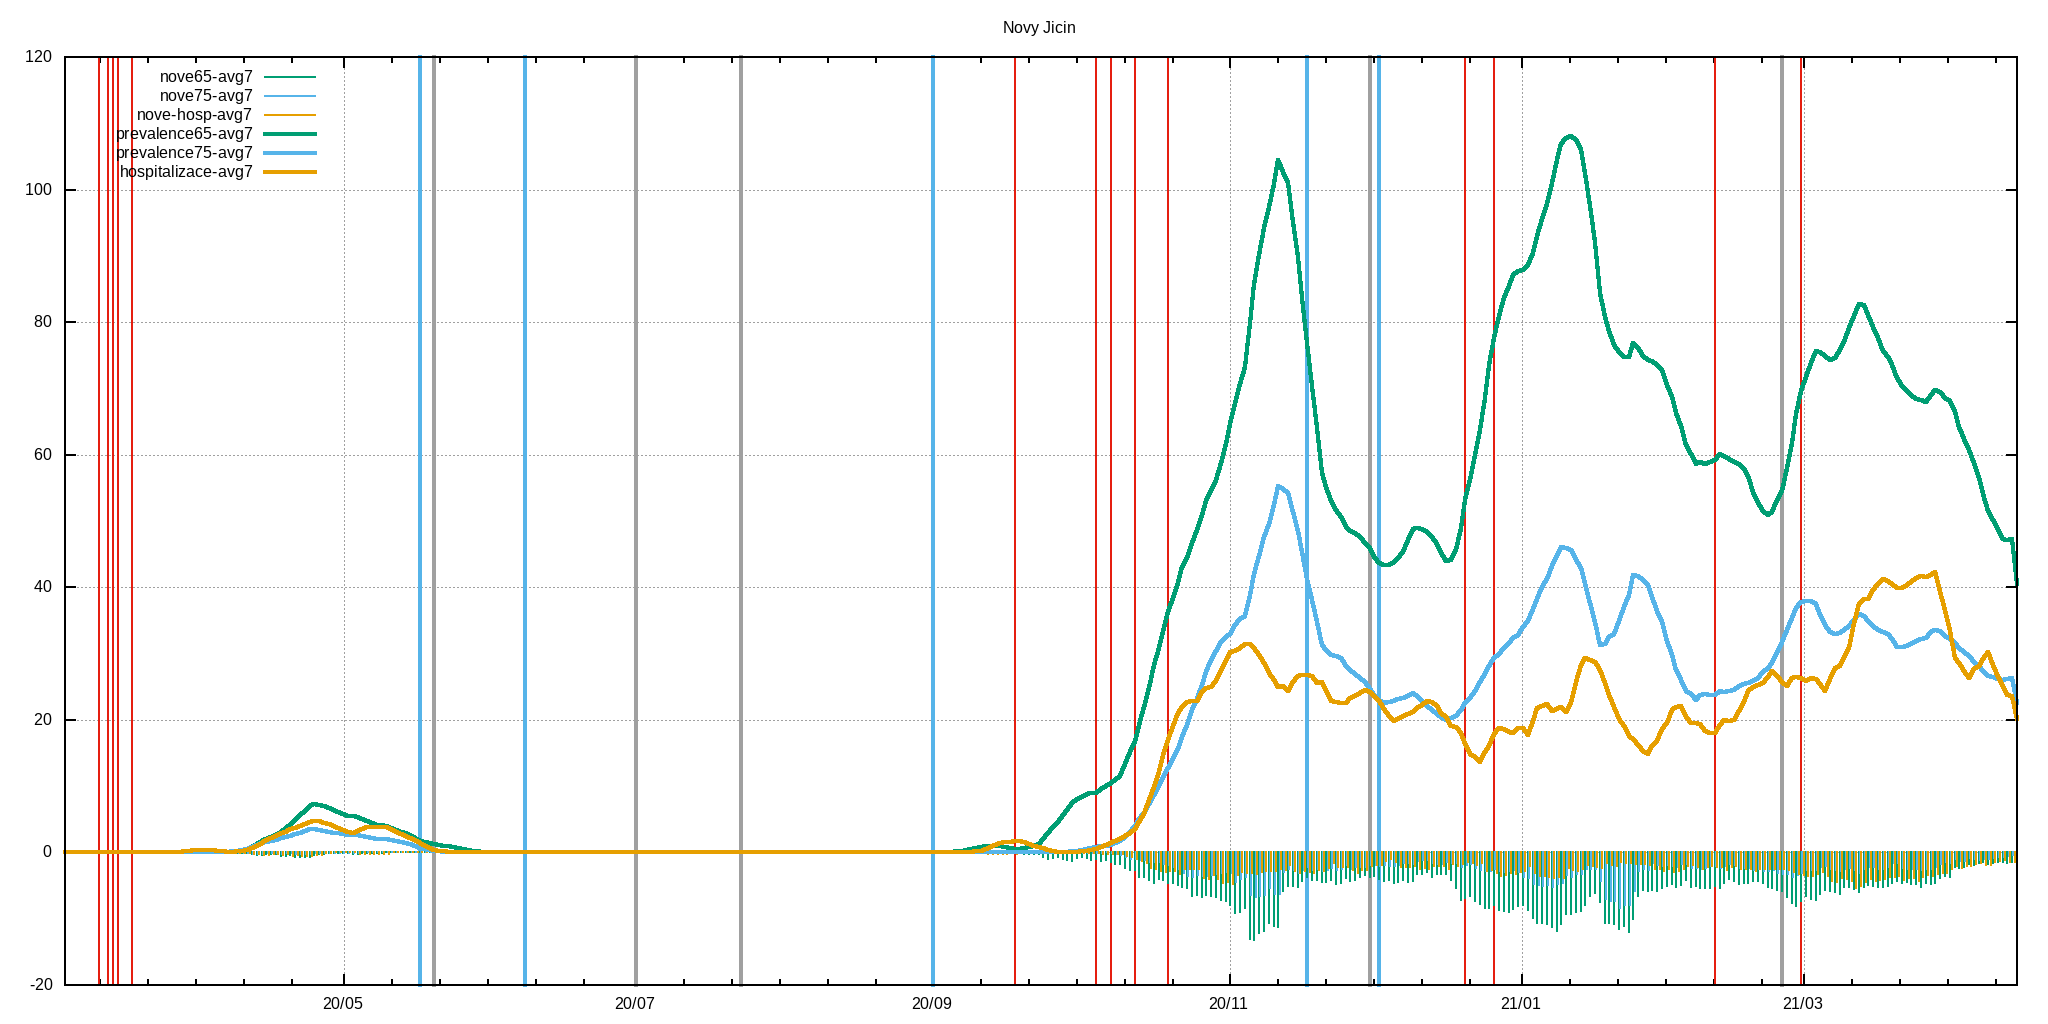 Novy Jicin
120
100
80
60
40
20
0
-20
nove65-avg7
nove75-avg7
nove-hosp-avg7
prevalence65-avg7
prevalence75-avg7
hospitalizace-avg7
20/05
20/07
20/09
20/11
21/01
21/03